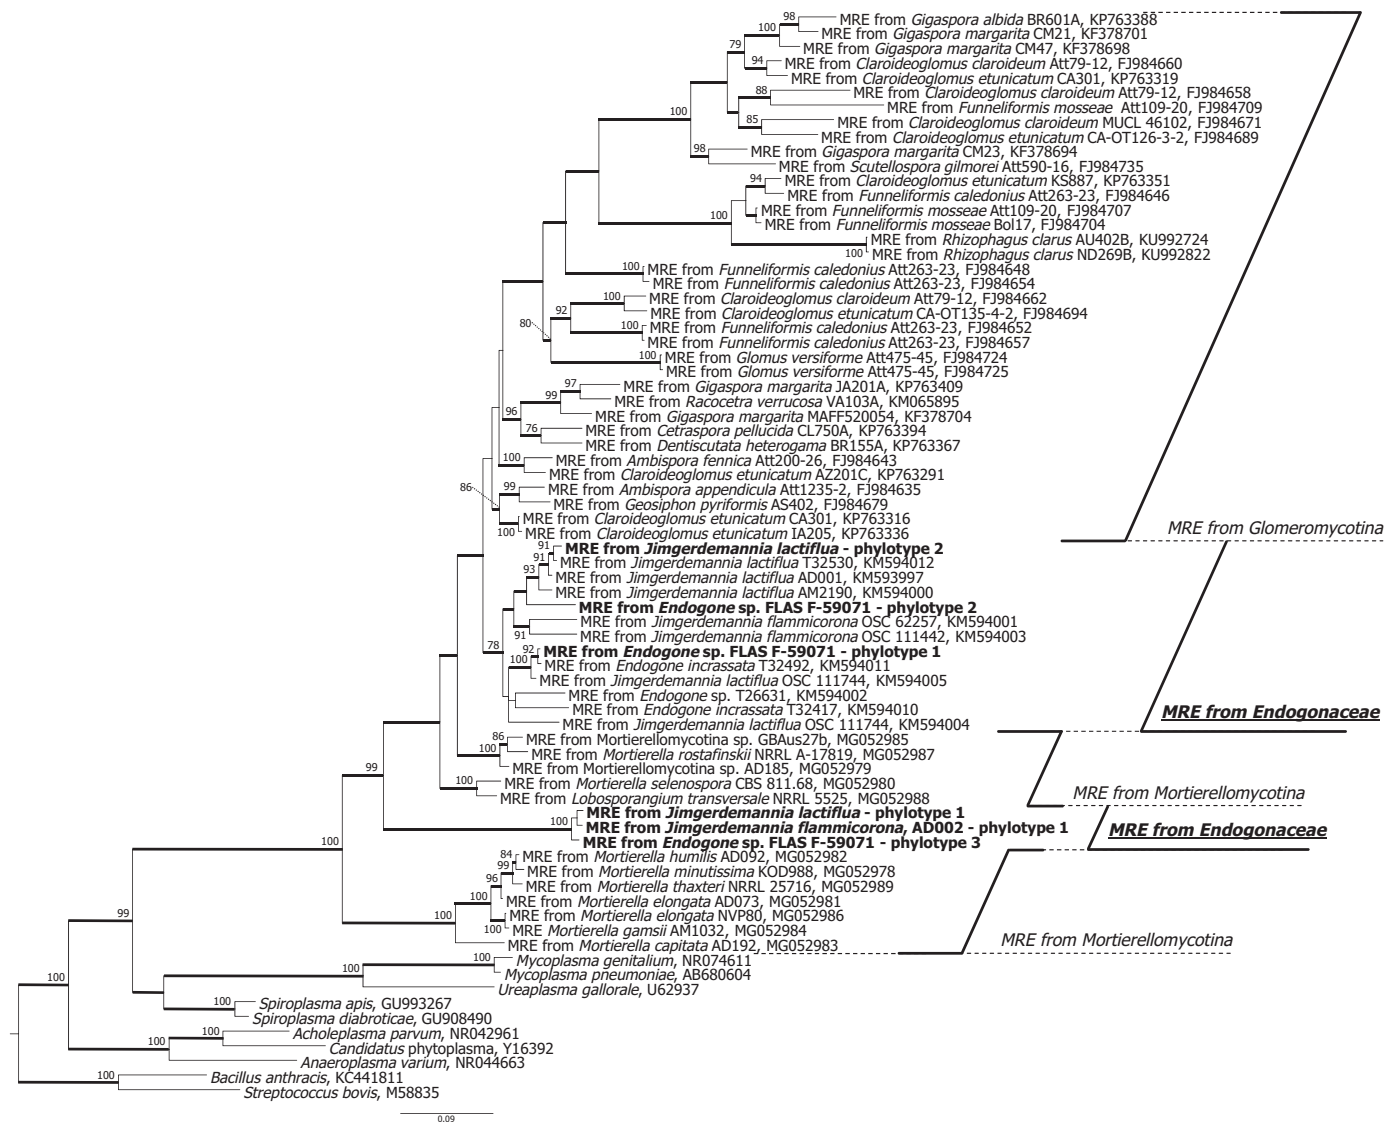 98
MRE from Gigaspora albida BR601A, KP763388
100
MRE from Gigaspora margarita CM21, KF378701
79
MRE from Gigaspora margarita CM47, KF378698
94
MRE from Claroideoglomus claroideum Att79-12, FJ984660
MRE from Claroideoglomus etunicatum CA301, KP763319
88
MRE from Claroideoglomus claroideum Att79-12, FJ984658
MRE from Funneliformis mosseae Att109-20, FJ984709
100
85
MRE from Claroideoglomus claroideum MUCL 46102, FJ984671
MRE from Claroideoglomus etunicatum CA-OT126-3-2, FJ984689
98
MRE from Gigaspora margarita CM23, KF378694
MRE from Scutellospora gilmorei Att590-16, FJ984735
94
MRE from Claroideoglomus etunicatum KS887, KP763351
MRE from Funneliformis caledonius Att263-23, FJ984646
100
MRE from Funneliformis mosseae Att109-20, FJ984707
MRE from Funneliformis mosseae Bol17, FJ984704
MRE from Rhizophagus clarus AU402B, KU992724
100
MRE from Rhizophagus clarus ND269B, KU992822
100
MRE from Funneliformis caledonius Att263-23, FJ984648
MRE from Funneliformis caledonius Att263-23, FJ984654
100
MRE from Claroideoglomus claroideum Att79-12, FJ984662
92
MRE from Claroideoglomus etunicatum CA-OT135-4-2, FJ984694
80
100
MRE from Funneliformis caledonius Att263-23, FJ984652
MRE from Funneliformis caledonius Att263-23, FJ984657
100
MRE from Glomus versiforme Att475-45, FJ984724
MRE from Glomus versiforme Att475-45, FJ984725
97
MRE from Gigaspora margarita JA201A, KP763409
99
MRE from Racocetra verrucosa VA103A, KM065895
96
MRE from Gigaspora margarita MAFF520054, KF378704
76
MRE from Cetraspora pellucida CL750A, KP763394
MRE from Dentiscutata heterogama BR155A, KP763367
100
MRE from Ambispora fennica Att200-26, FJ984643
MRE from Claroideoglomus etunicatum AZ201C, KP763291
86
99
MRE from Ambispora appendicula Att1235-2, FJ984635
MRE from Geosiphon pyriformis AS402, FJ984679
MRE from Claroideoglomus etunicatum CA301, KP763316
100
MRE from Claroideoglomus etunicatum IA205, KP763336
MRE from Glomeromycotina
91
MRE from Jimgerdemannia lactiflua - phylotype 2
91
MRE from Jimgerdemannia lactiflua T32530, KM594012
93
MRE from Jimgerdemannia lactiflua AD001, KM593997
MRE from Jimgerdemannia lactiflua AM2190, KM594000
MRE from Endogone sp. FLAS F-59071 - phylotype 2
MRE from Jimgerdemannia flammicorona OSC 62257, KM594001
91
MRE from Jimgerdemannia flammicorona OSC 111442, KM594003
78
92
MRE from Endogone sp. FLAS F-59071 - phylotype 1
100
MRE from Endogone incrassata T32492, KM594011
MRE from Jimgerdemannia lactiflua OSC 111744, KM594005
MRE from Endogone sp. T26631, KM594002
MRE from Endogone incrassata T32417, KM594010
MRE from Endogonaceae
MRE from Jimgerdemannia lactiflua OSC 111744, KM594004
86
MRE from Mortierellomycotina sp. GBAus27b, MG052985
100
MRE from Mortierella rostafinskii NRRL A-17819, MG052987
MRE from Mortierellomycotina sp. AD185, MG052979
99
100
MRE from Mortierella selenospora CBS 811.68, MG052980
MRE from Mortierellomycotina
MRE from Lobosporangium transversale NRRL 5525, MG052988
MRE from Jimgerdemannia lactiflua - phylotype 1
100
MRE from Jimgerdemannia flammicorona, AD002 - phylotype 1
MRE from Endogonaceae
MRE from Endogone sp. FLAS F-59071 - phylotype 3
100
84
MRE from Mortierella humilis AD092, MG052982
99
MRE from Mortierella minutissima KOD988, MG052978
96
MRE from Mortierella thaxteri NRRL 25716, MG052989
100
MRE from Mortierella elongata AD073, MG052981
100
MRE from Mortierella elongata NVP80, MG052986
100
MRE from Mortierella gamsii AM1032, MG052984
MRE from Mortierella capitata AD192, MG052983
MRE from Mortierellomycotina
99
100
Mycoplasma genitalium, NR074611
100
Mycoplasma pneumoniae, AB680604
100
Ureaplasma gallorale, U62937
100
Spiroplasma apis, GU993267
Spiroplasma diabroticae, GU908490
100
Acholeplasma parvum, NR042961
100
Candidatus phytoplasma, Y16392
Anaeroplasma varium, NR044663
100
Bacillus anthracis, KC441811
Streptococcus bovis, M58835
0.09